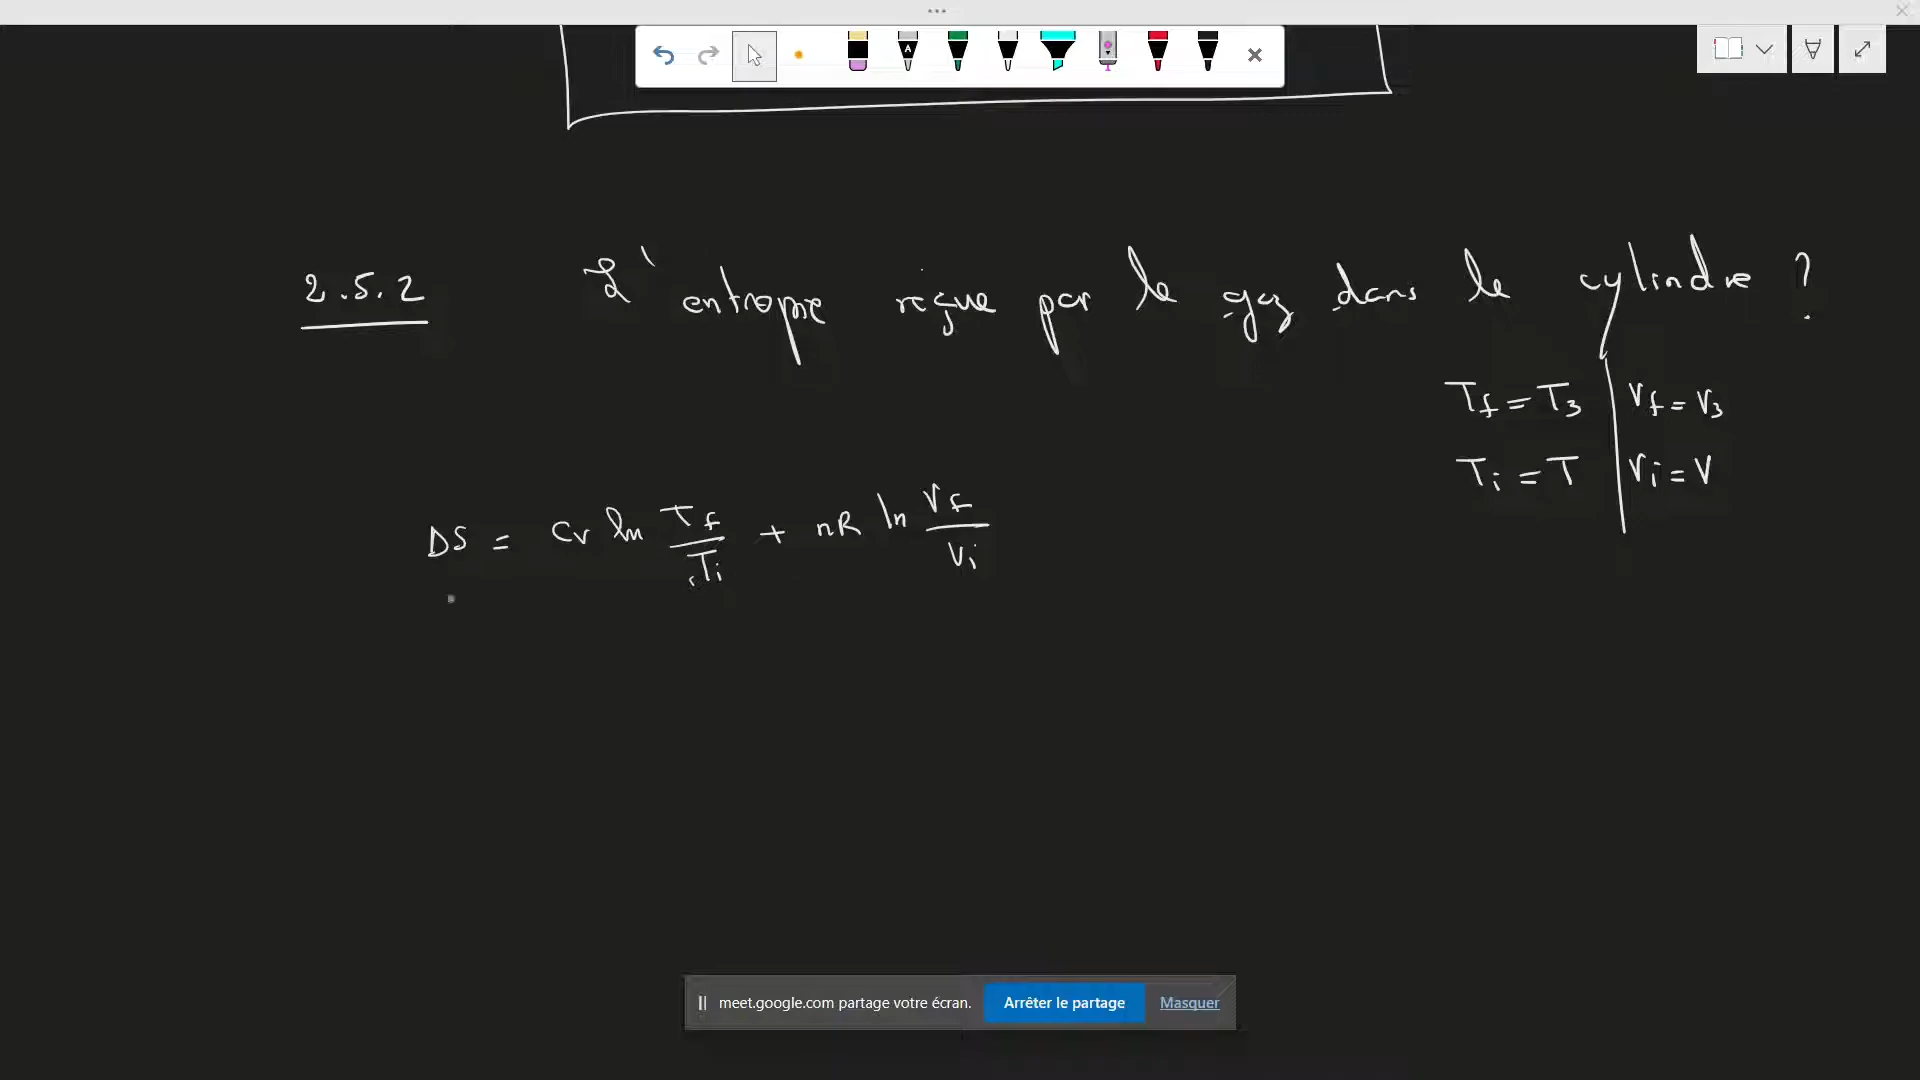 2.5.2 L'entropie reçue par le gaz dans le cylindre ?
Tf = T3 | Vf = V3
Ti = T | Vi = V
DS = Cv ln Tf/Ti + nR ln Vf/Vi
meet.google.com partage votre écran. Arrêter le partage Masquer